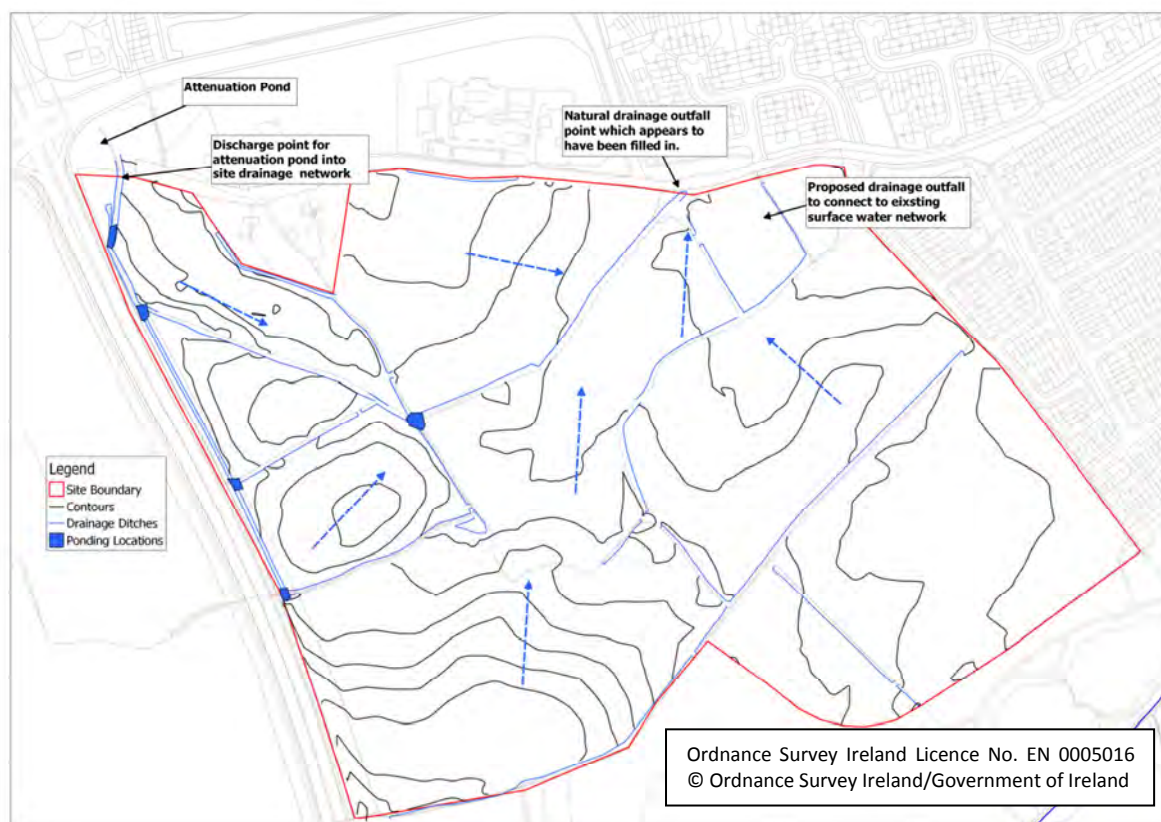 Attenuation Pond
Discharge point for
attenuation pond into
site drainage network
Natural drainage outfall
point which appears to
have been filled in.
Proposed drainage outfall
to connect to eixsting
surface water network
Legend
Site Boundary
Contours
Drainage Ditches
Ponding Locations
Ordnance Survey Ireland Licence No. EN 0005016
© Ordnance Survey Ireland/Government of Ireland